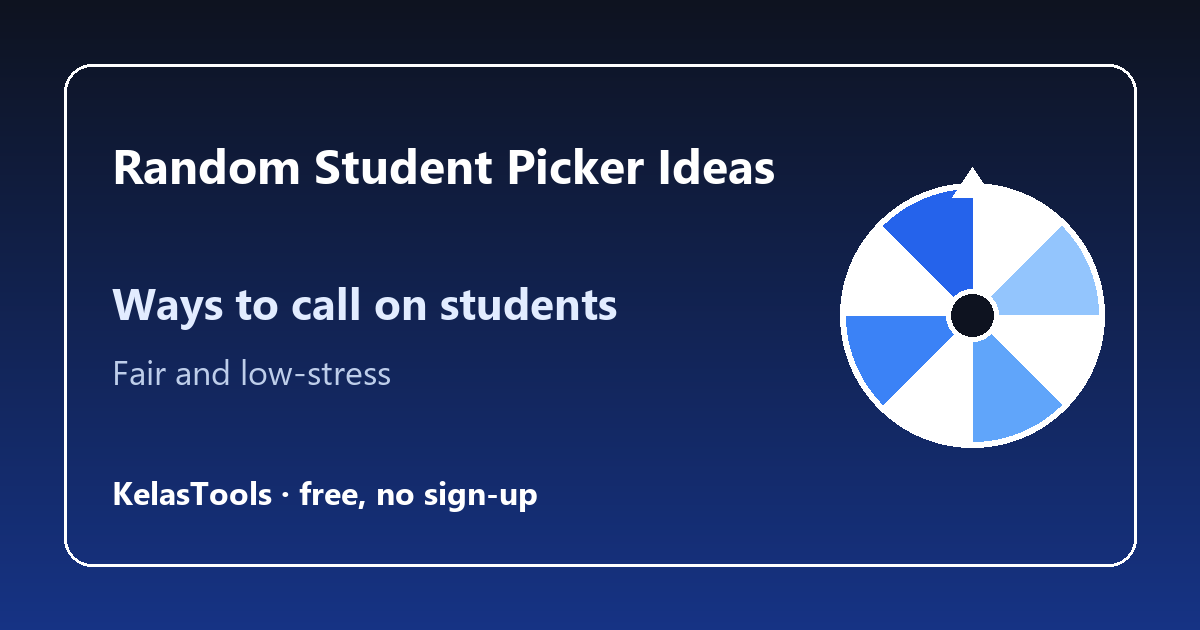 Random Student Picker Ideas
Ways to call on students
Fair and low-stress
KelasTools · free, no sign-up